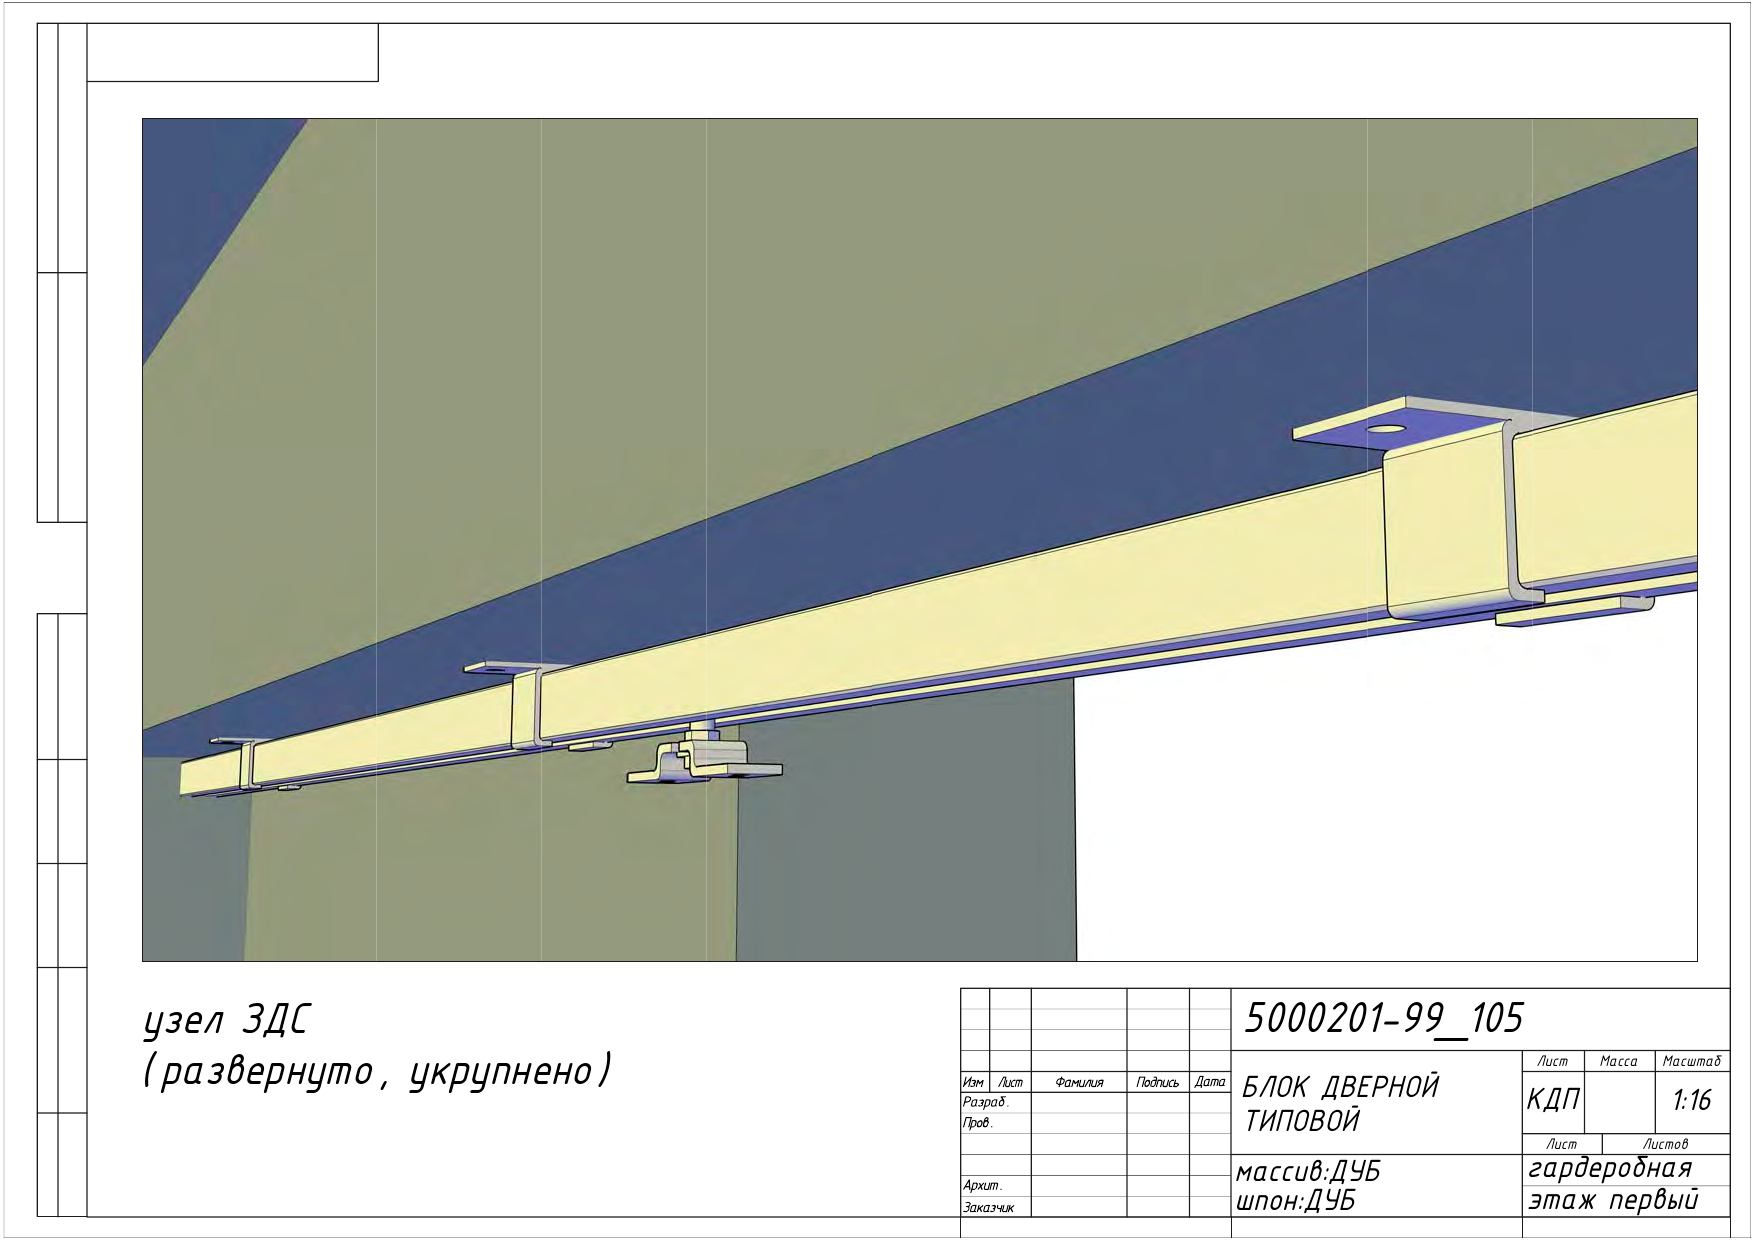 узел ЗДС
(развернуто, укрупнено)
5000201-99_105
Лист Масса Масштаб
Изм Лист Фамилия Подпись Дата
БЛОК ДВЕРНОЙ
ТИПОВОЙ
КДП 1:16
Разраб.
Пров.
Лист Листов
массив:ДУБ
шпон:ДУБ
гардеробная
этаж первый
Архит.
Заказчик